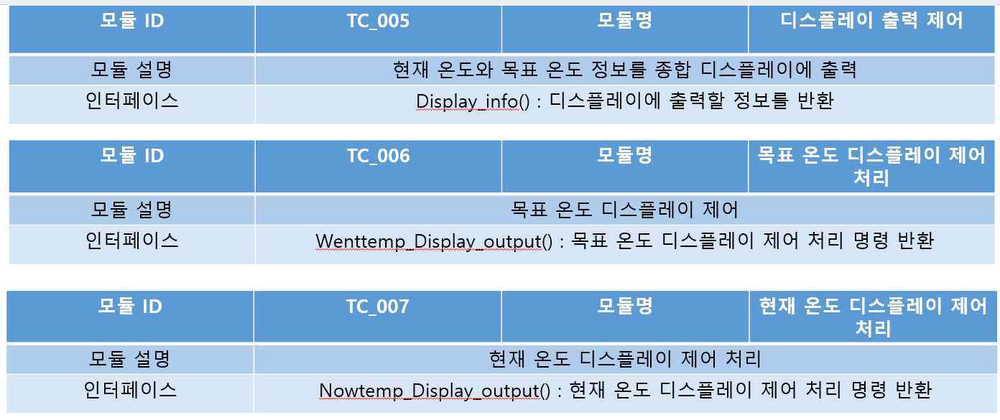 모듈 ID TC_005 모듈명 디스플레이 출력 제어
모듈 설명 현재 온도와 목표 온도 정보를 종합 디스플레이에 출력
인터페이스 Display_info() : 디스플레이에 출력할 정보를 반환
모듈 ID TC_006 모듈명 목표 온도 디스플레이 제어
처리
모듈 설명 목표 온도 디스플레이 제어
인터페이스 Wenttemp_Display_output() : 목표 온도 디스플레이 제어 처리 명령 반환
모듈 ID TC_007 모듈명 현재 온도 디스플레이 제어
처리
모듈 설명 현재 온도 디스플레이 제어 처리
인터페이스 Nowtemp_Display_output() : 현재 온도 디스플레이 제어 처리 명령 반환